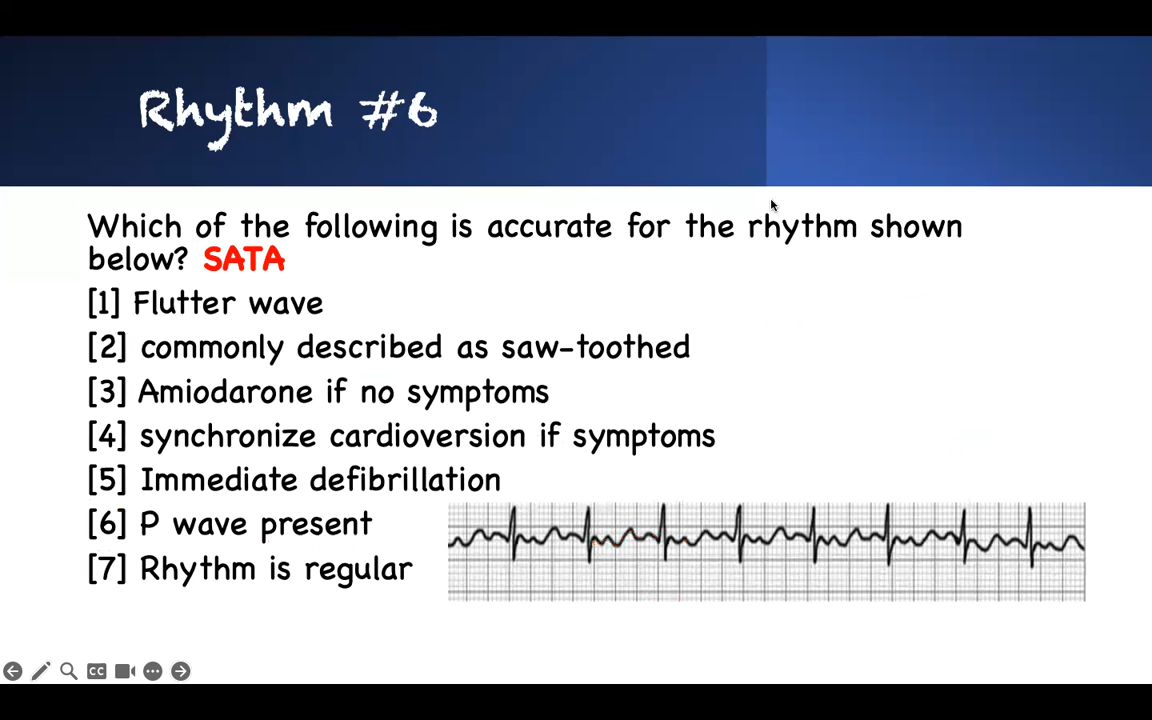 Rhythm #6
Which of the following is accurate for the rhythm shown
below? SATA
[1] Flutter wave
[2] commonly described as saw-toothed
[3] Amiodarone if no symptoms
[4] synchronize cardioversion if symptoms
[5] Immediate defibrillation
[6] P wave present
[7] Rhythm is regular
CC